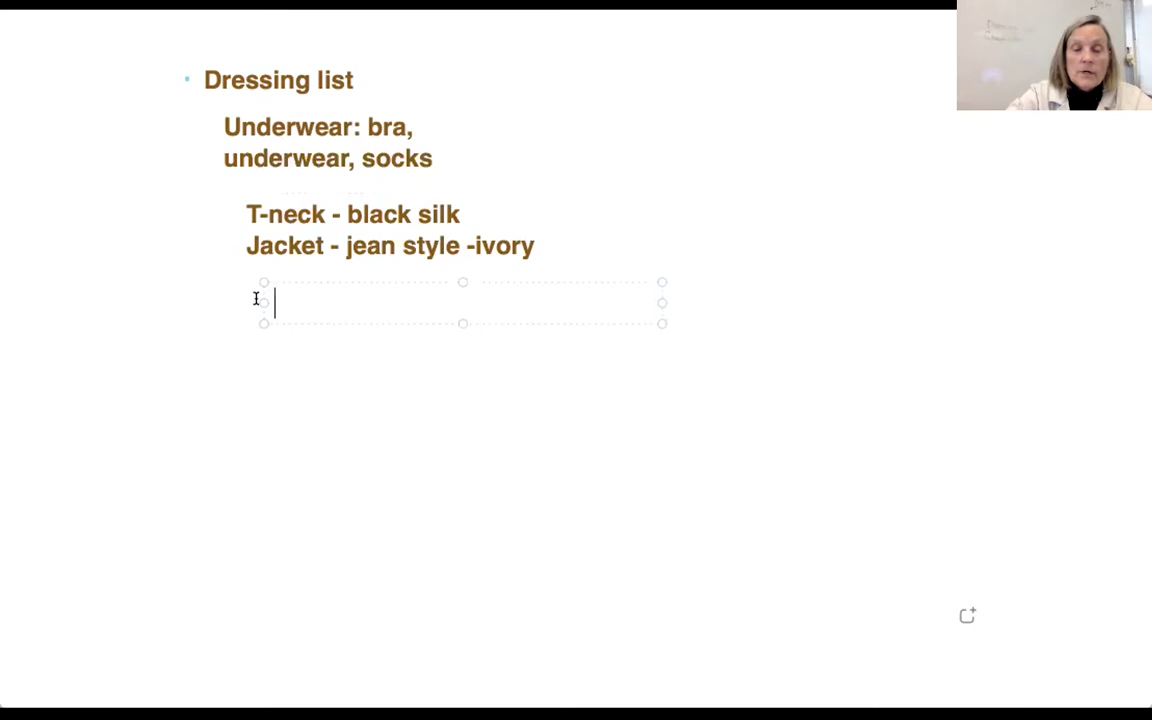 Dressing list
Underwear: bra,
underwear, socks
T-neck - black silk
Jacket - jean style -ivory